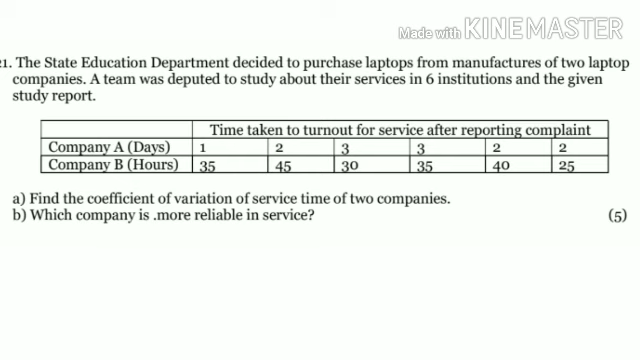 Made with KINEMASTER
21. The State Education Department decided to purchase laptops from manufactures of two laptop
companies. A team was deputed to study about their services in 6 institutions and the given
study report.
Time taken to turnout for service after reporting complaint
Company A (Days) 1 2 3 3 2 2
Company B (Hours) 35 45 30 35 40 25
a) Find the coefficient of variation of service time of two companies.
b) Which company is .more reliable in service? (5)